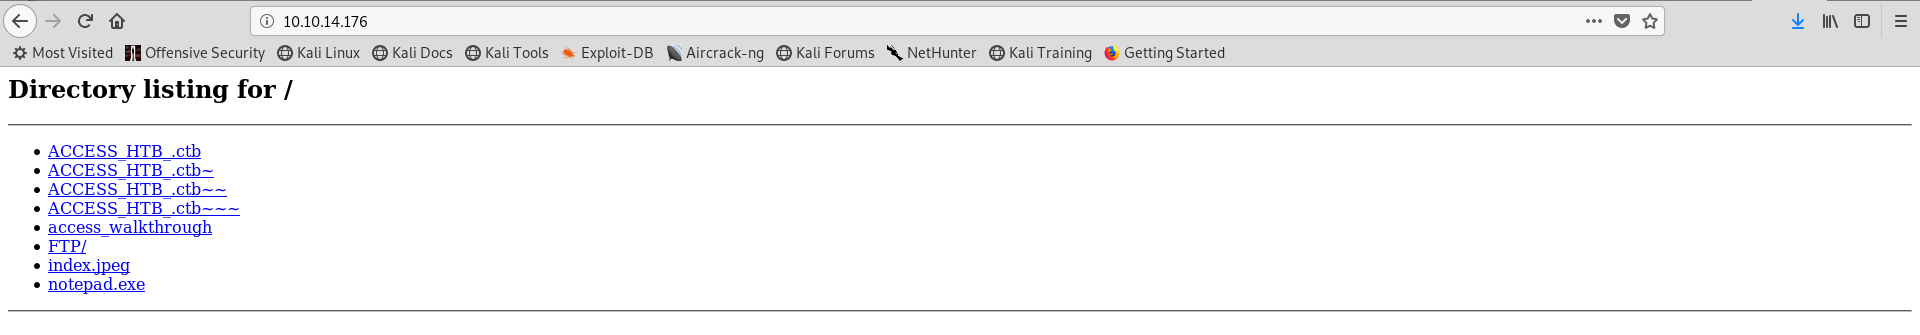 10.10.14.176
Most Visited Offensive Security Kali Linux Kali Docs Kali Tools Exploit-DB Aircrack-ng Kali Forums NetHunter Kali Training Getting Started
Directory listing for /
ACCESS_HTB_.ctb
ACCESS_HTB_.ctb~
ACCESS_HTB_.ctb~~
ACCESS_HTB_.ctb~~~
access_walkthrough
FTP/
index.jpeg
notepad.exe